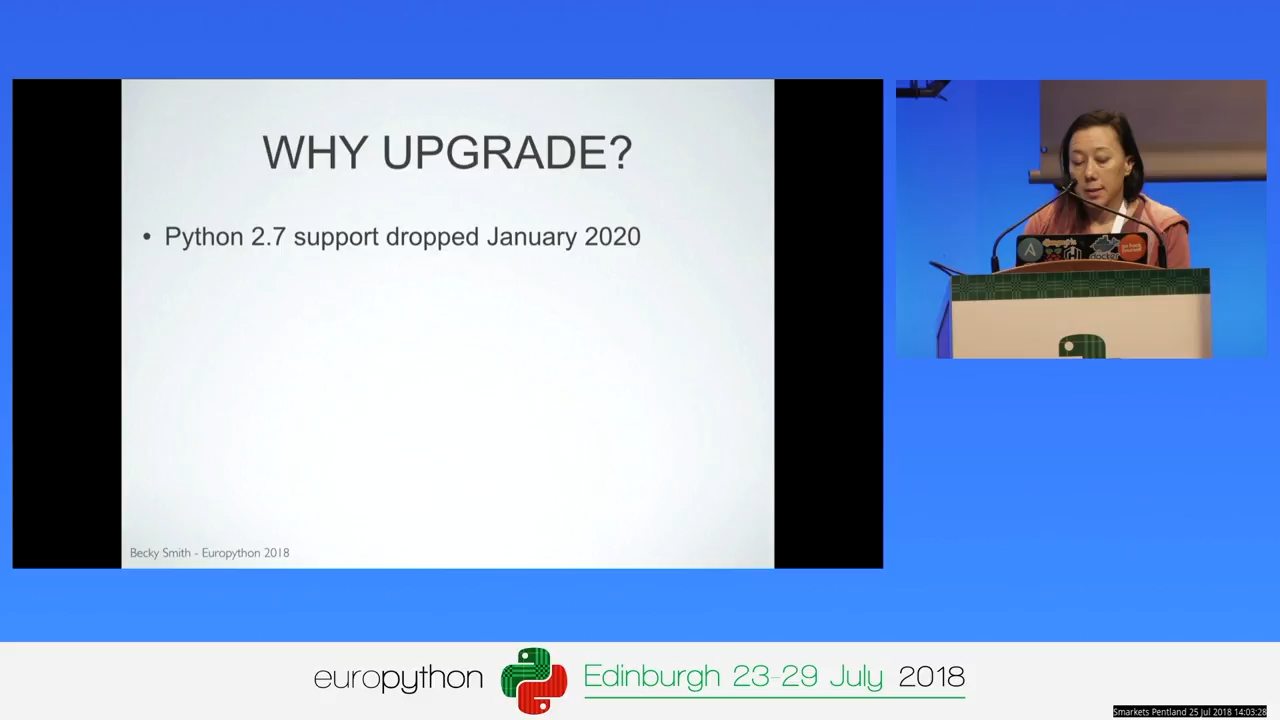 WHY UPGRADE?
• Python 2.7 support dropped January 2020
Becky Smith - Europython 2018
docker
europython Edinburgh 23-29 July 2018
Smarkets Pentland 25 Jul 2018 14:03:28